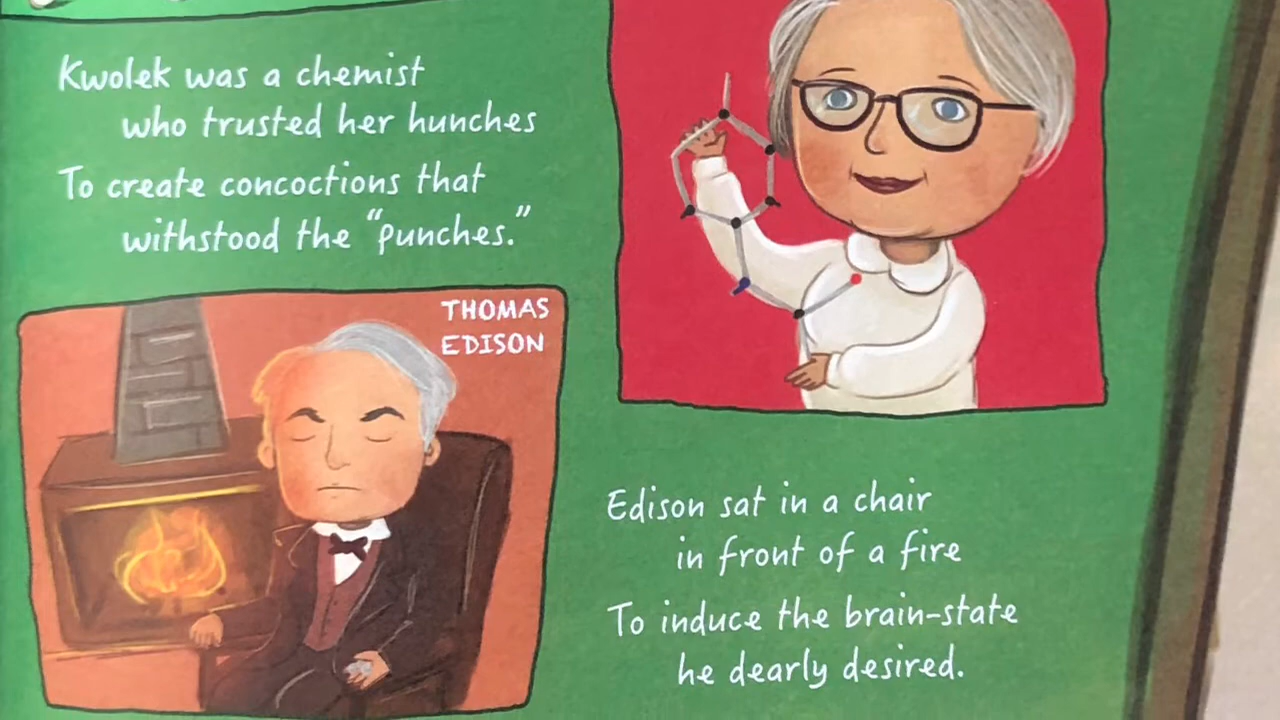 Kwolek was a chemist
who trusted her hunches
To create concoctions that
withstood the “punches.”
THOMAS
EDISON
Edison sat in a chair
in front of a fire
To induce the brain-state
he dearly desired.